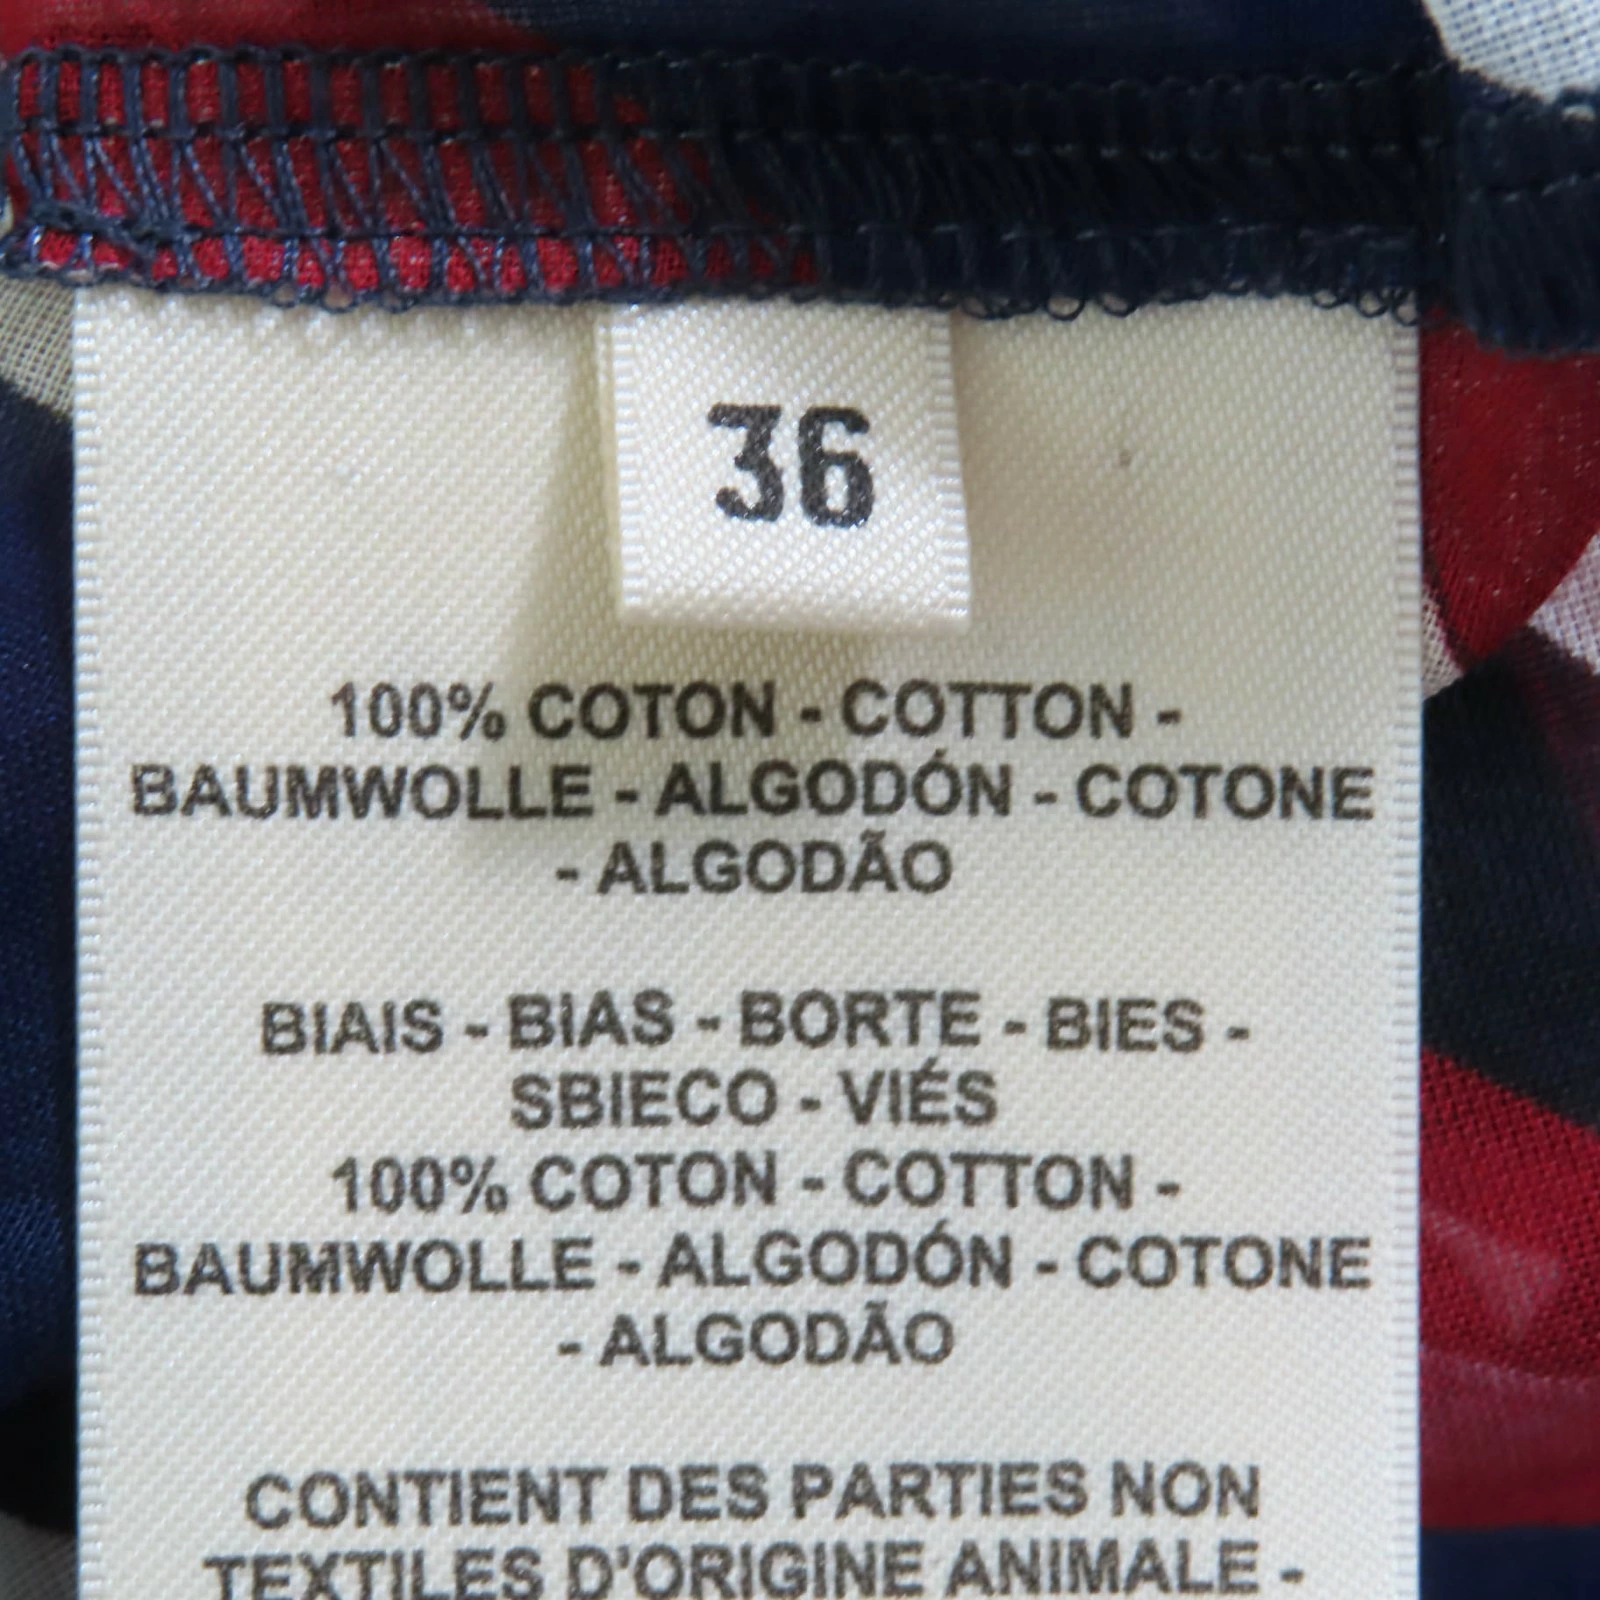 36
100% COTON - COTTON -
BAUMWOLLE - ALGODÓN - COTONE
- ALGODÃO
BIAIS - BIAS - BORTE - BIES -
SBIECO - VIÉS
100% COTON - COTTON -
BAUMWOLLE - ALGODÓN - COTONE
- ALGODÃO
CONTIENT DES PARTIES NON
TEXTILES D'ORIGINE ANIMALE -